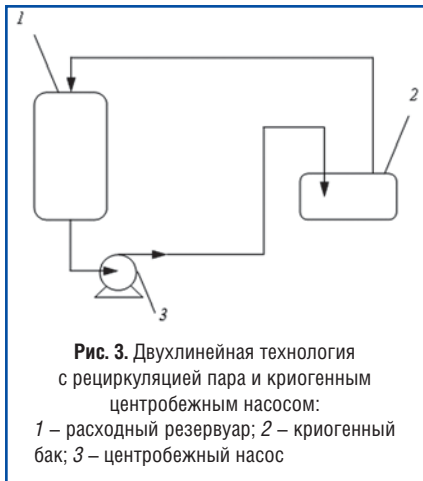 1
2
3
Рис. 3. Двухлинейная технология
с рециркуляцией пара и криогенным
центробежным насосом:
1 – расходный резервуар; 2 – криогенный
бак; 3 – центробежный насос